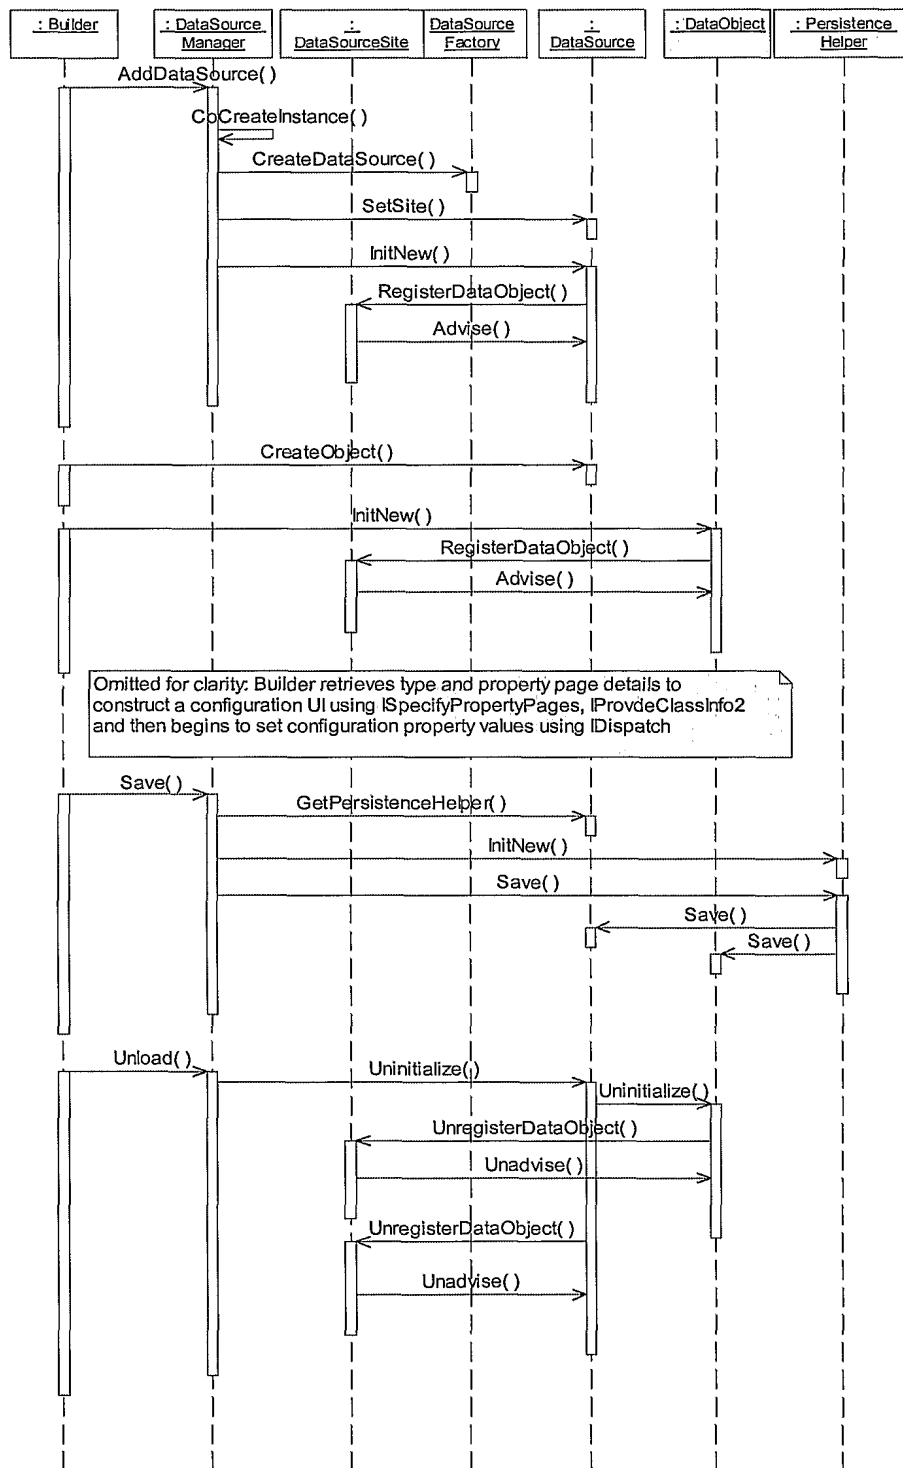 : Builder
: DataSource
Manager
:
DataSourceSite
DataSource
Factory
:
DataSource
: DataObject
: Persistence
Helper
AddDataSource( )
CoCreateInstance( )
CreateDataSource( )
SetSite( )
InitNew( )
RegisterDataObject( )
Advise( )
CreateObject( )
InitNew( )
RegisterDataObject( )
Advise( )
Omitted for clarity: Builder retrieves type and property page details to
construct a configuration UI using ISpecifyPropertyPages, IProvdeClassInfo2
and then begins to set configuration property values using IDispatch
Save( )
GetPersistenceHelper( )
InitNew( )
Save( )
Save( )
Save( )
Unload( )
Uninitialize( )
Uninitialize( )
UnregisterDataObject( )
Unadvise( )
UnregisterDataObject( )
Unadvise( )